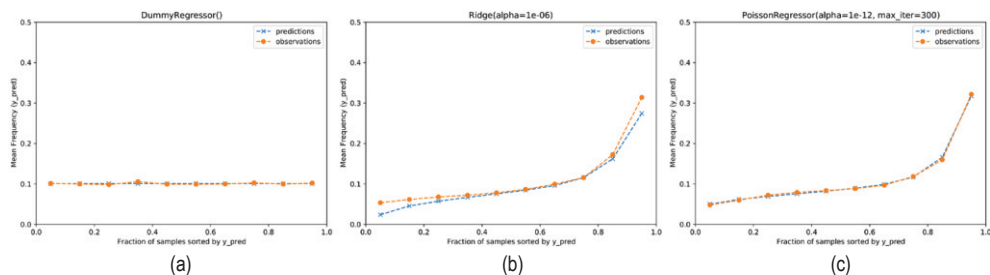 DummyRegressor()
0.5
0.4
0.3
0.2
0.1
0.0
Mean Frequency (y_pred)
predictions
observations
0.0 0.2 0.4 0.6 0.8 1.0
Fraction of samples sorted by y_pred
(a)
Ridge(alpha=1e-06)
0.5
0.4
0.3
0.2
0.1
0.0
Mean Frequency (y_pred)
predictions
observations
0.0 0.2 0.4 0.6 0.8 1.0
Fraction of samples sorted by y_pred
(b)
PoissonRegressor(alpha=1e-12, max_iter=300)
0.5
0.4
0.3
0.2
0.1
0.0
Mean Frequency (y_pred)
predictions
observations
0.0 0.2 0.4 0.6 0.8 1.0
Fraction of samples sorted by y_pred
(c)